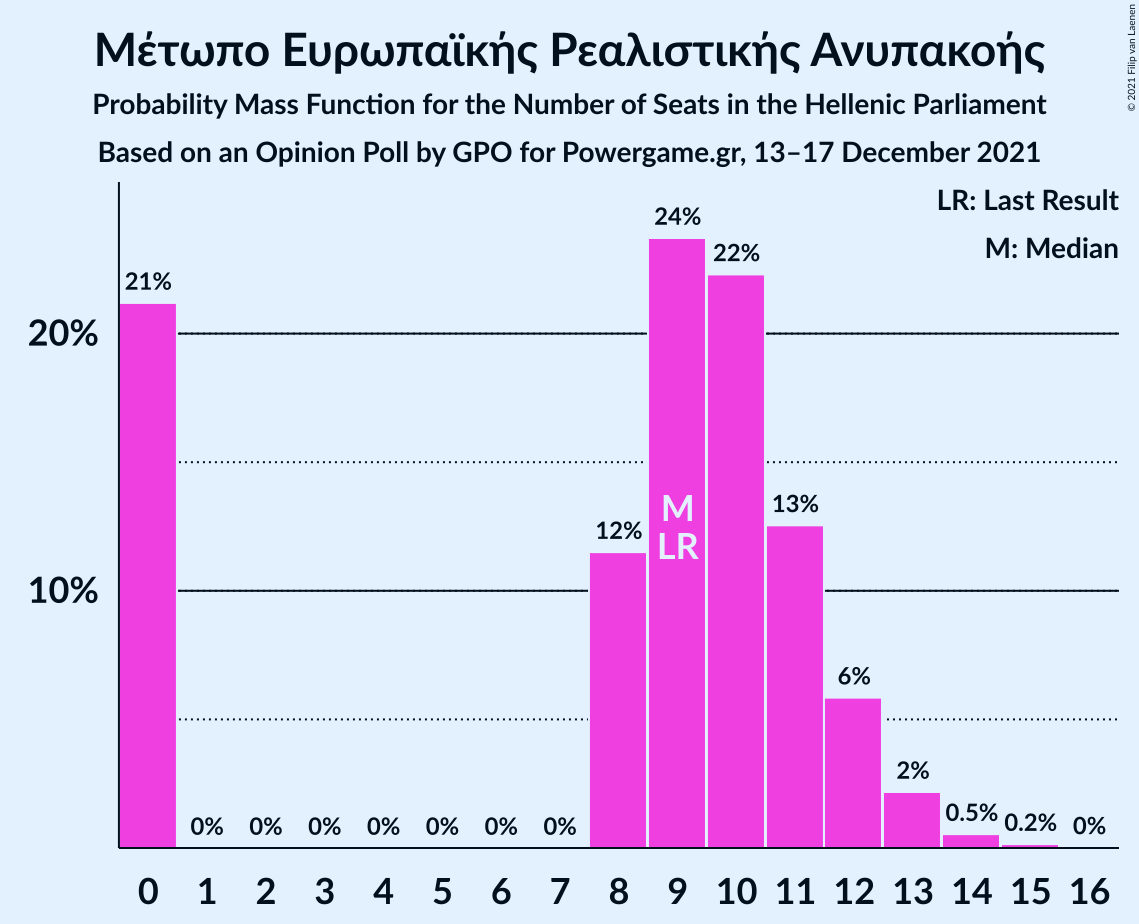 Μέτωπο Ευρωπαϊκής Ρεαλιστικής Ανυπακοής
Probability Mass Function for the Number of Seats in the Hellenic Parliament
Based on an Opinion Poll by GPO for Powergame.gr, 13–17 December 2021
© 2021 Filip van Laenen
LR: Last Result
M: Median
24%
22%
21%
20%
13%
12%
M
LR
10%
6%
2%
0% 0% 0% 0% 0% 0% 0% 0.5% 0.2% 0%
0 1 2 3 4 5 6 7 8 9 10 11 12 13 14 15 16